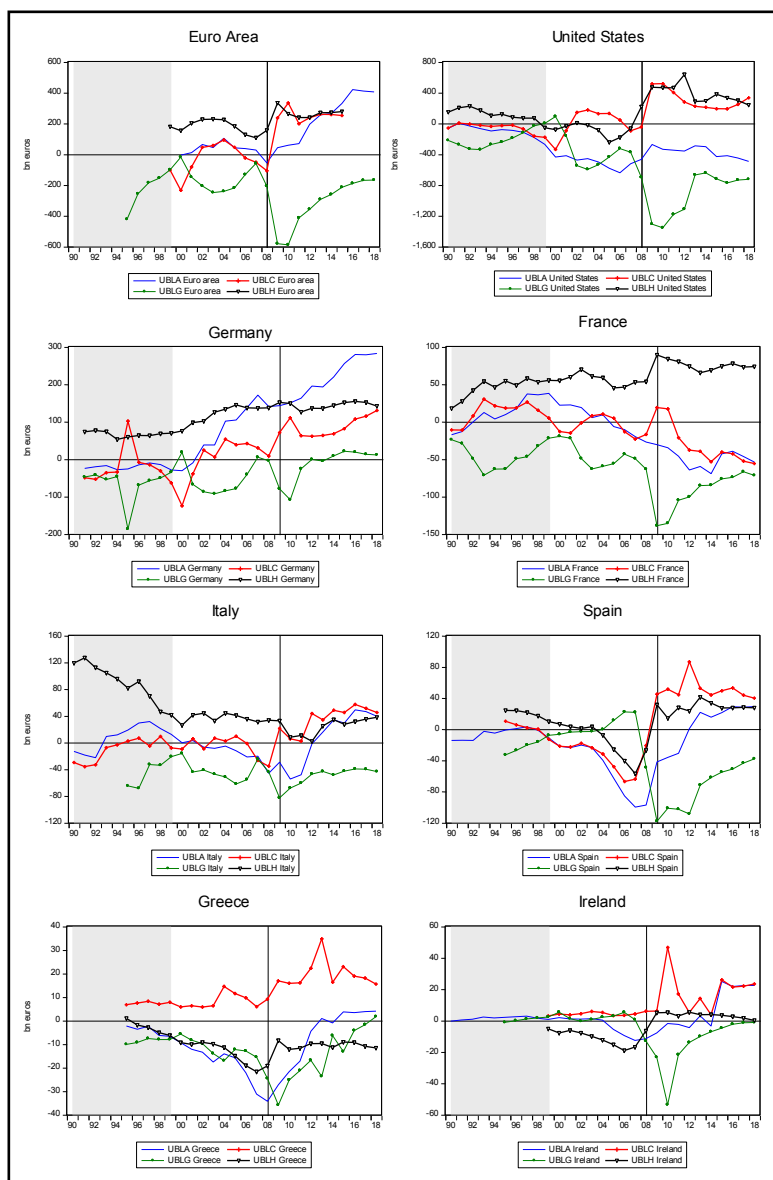 Euro Area
600
400
200
0
-200
-400
-600
bn euros
90 92 94 96 98 00 02 04 06 08 10 12 14 16 18
UBLA Euro area UBLC Euro area
UBLG Euro area UBLH Euro area
United States
800
400
0
-400
-800
-1,200
-1,600
90 92 94 96 98 00 02 04 06 08 10 12 14 16 18
UBLA United States UBLC United States
UBLG United States UBLH United States
Germany
300
200
100
0
-100
-200
bn euros
90 92 94 96 98 00 02 04 06 08 10 12 14 16 18
UBLA Germany UBLC Germany
UBLG Germany UBLH Germany
France
100
50
0
-50
-100
-150
90 92 94 96 98 00 02 04 06 08 10 12 14 16 18
UBLA France UBLC France
UBLG France UBLH France
Italy
160
120
80
40
0
-40
-80
-120
90 92 94 96 98 00 02 04 06 08 10 12 14 16 18
UBLA Italy UBLC Italy
UBLG Italy UBLH Italy
Spain
120
80
40
0
-40
-80
-120
90 92 94 96 98 00 02 04 06 08 10 12 14 16 18
UBLA Spain UBLC Spain
UBLG Spain UBLH Spain
Greece
40
30
20
10
0
-10
-20
-30
-40
bn euros
90 92 94 96 98 00 02 04 06 08 10 12 14 16 18
UBLA Greece UBLC Greece
UBLG Greece UBLH Greece
Ireland
60
40
20
0
-20
-40
-60
90 92 94 96 98 00 02 04 06 08 10 12 14 16 18
UBLA Ireland UBLC Ireland
UBLG Ireland UBLH Ireland